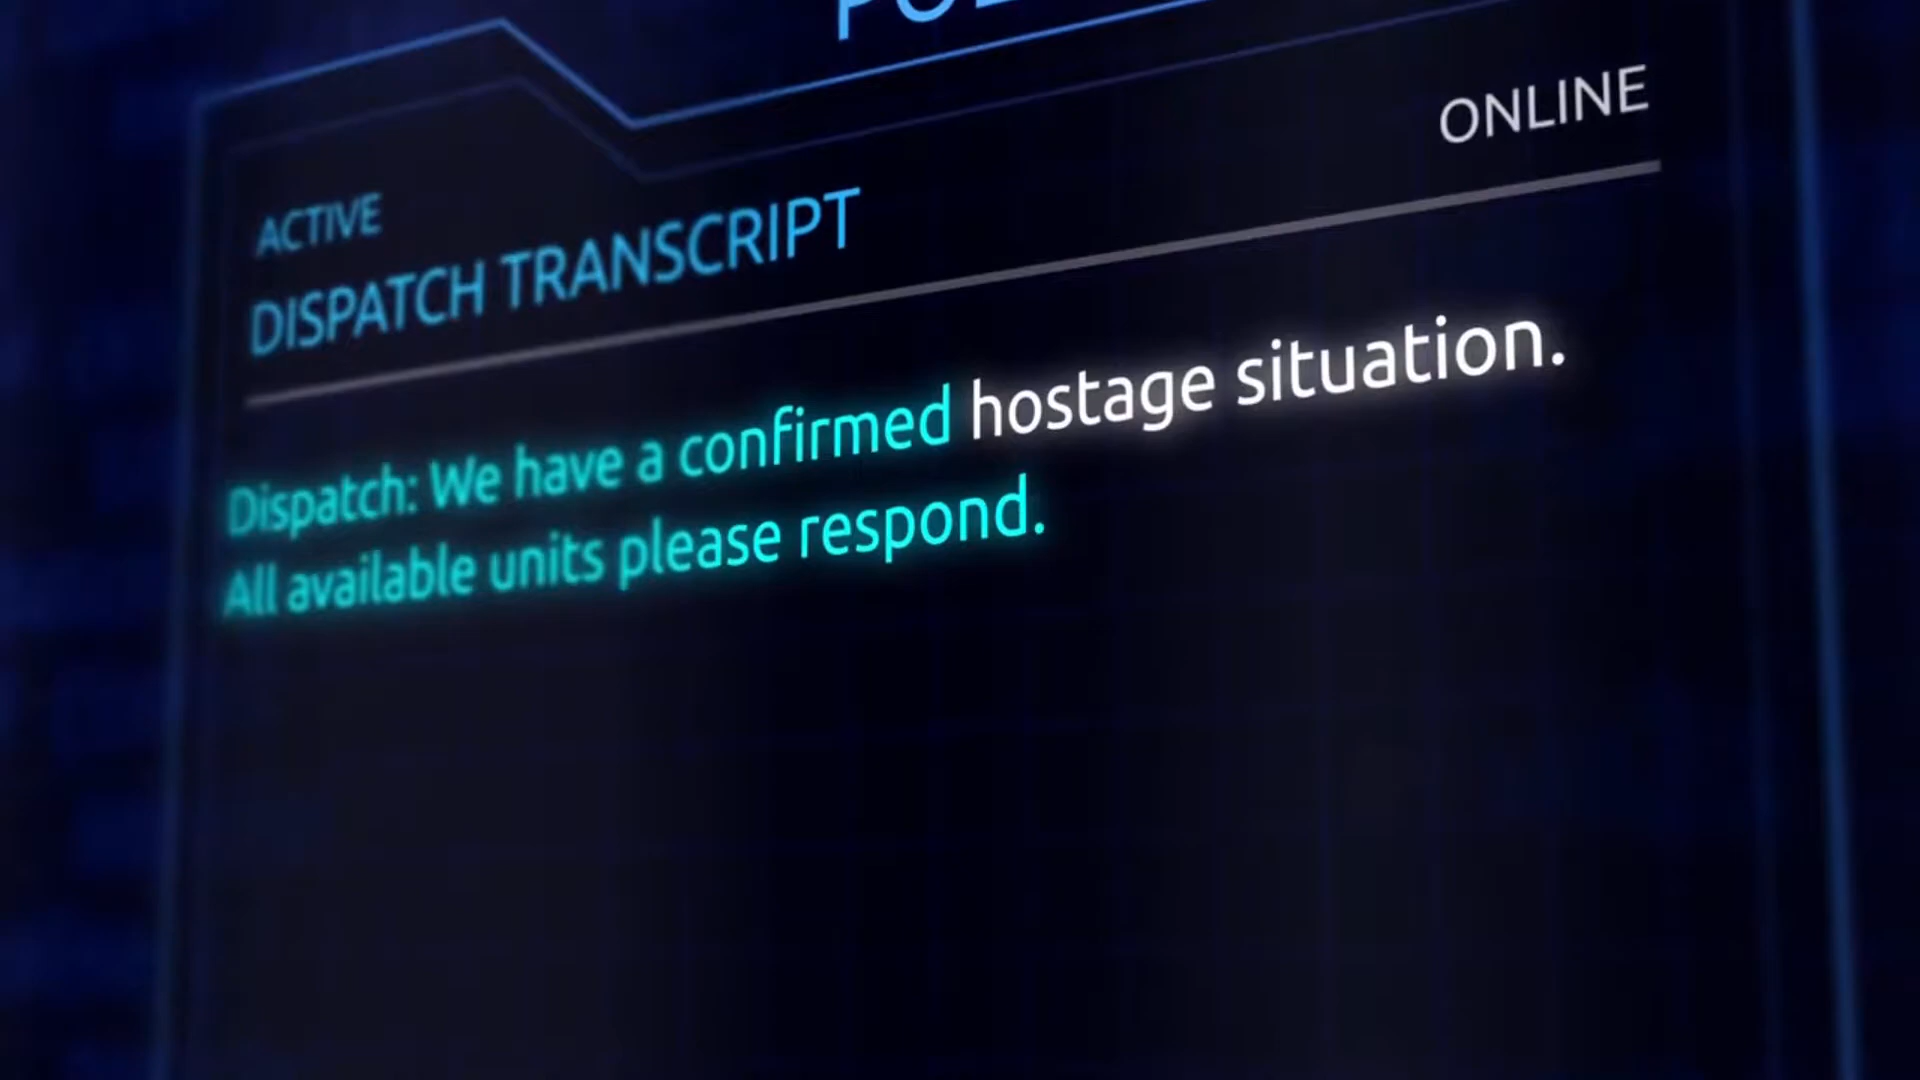 ONLINE
ACTIVE
DISPATCH TRANSCRIPT
Dispatch: We have a confirmed hostage situation.
All available units please respond.